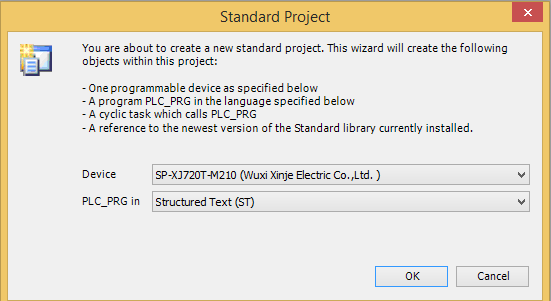 Standard Project
You are about to create a new standard project. This wizard will create the following
objects within this project:
- One programmable device as specified below
- A program PLC_PRG in the language specified below
- A cyclic task which calls PLC_PRG
- A reference to the newest version of the Standard library currently installed.
Device SP-XJ720T-M210 (Wuxi Xinje Electric Co.,Ltd. )
PLC_PRG in Structured Text (ST)
OK Cancel